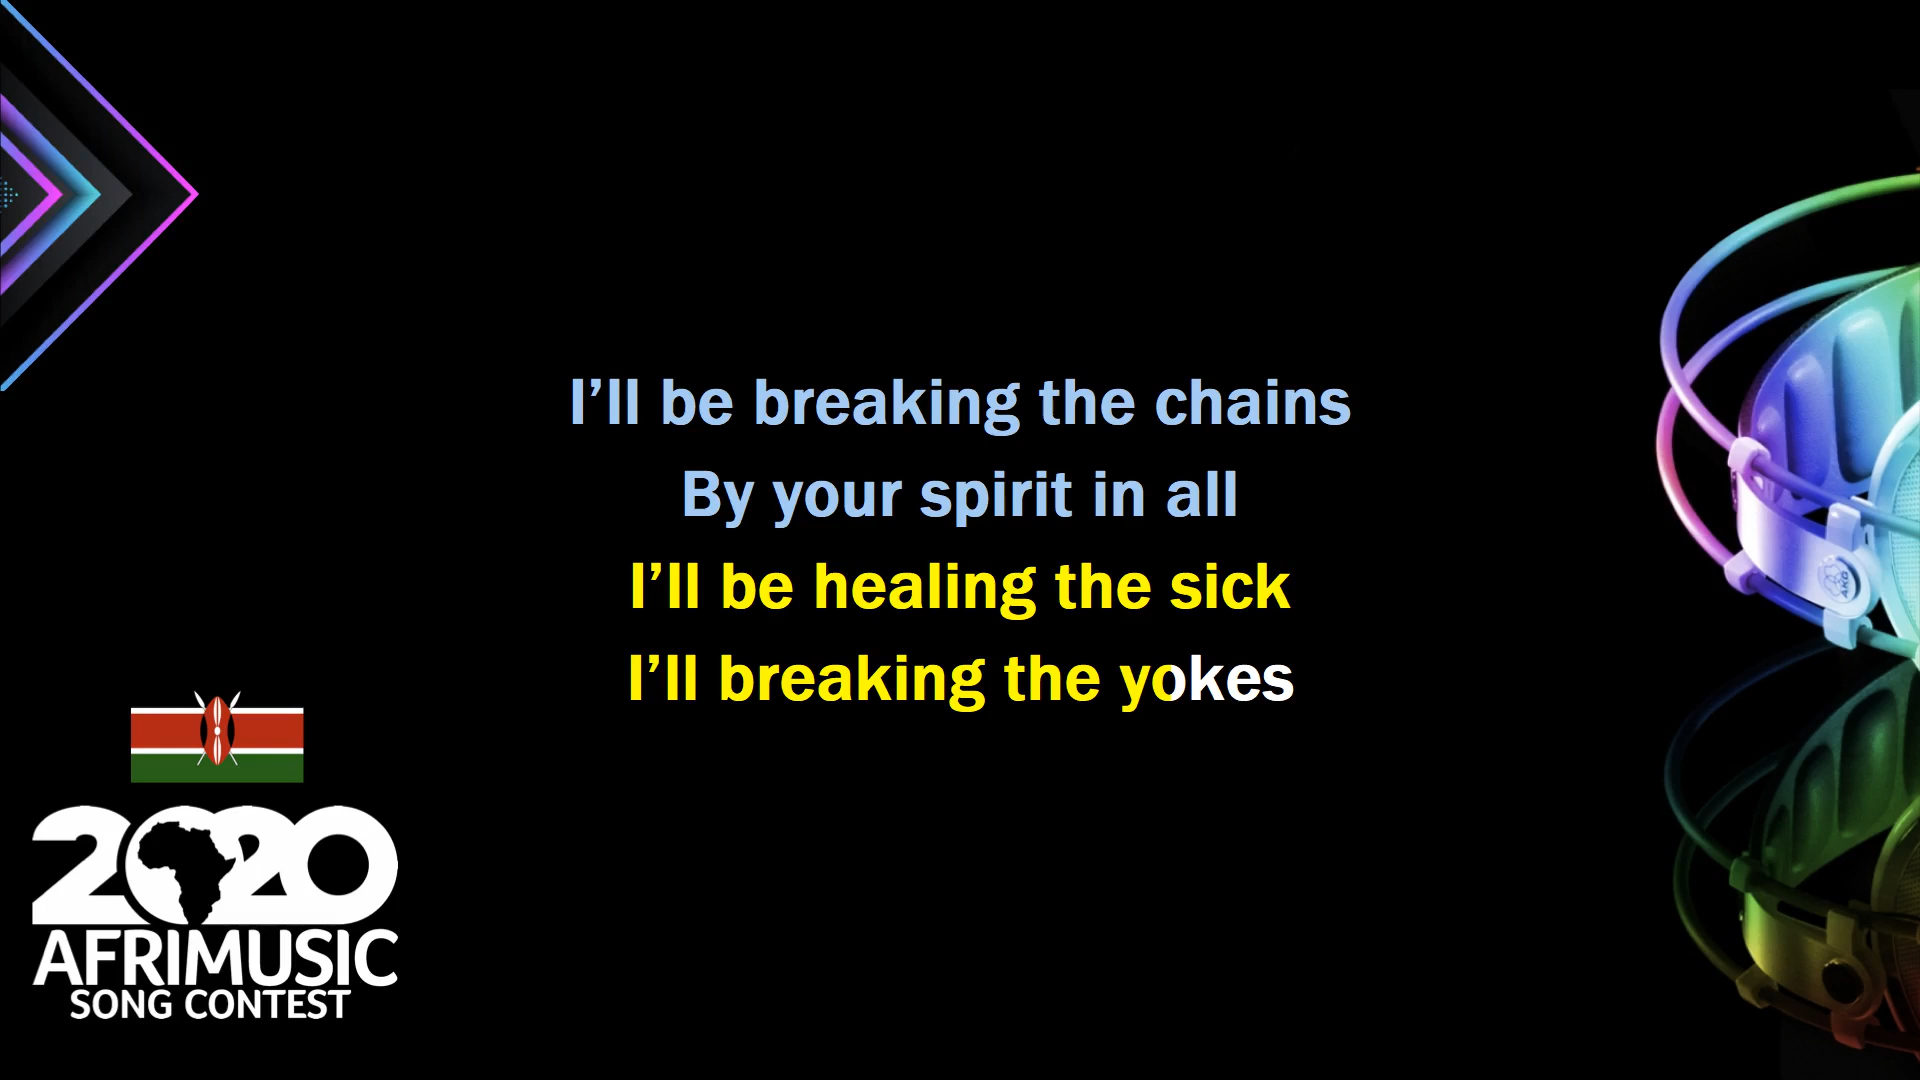 I’ll be breaking the chains
By your spirit in all
I’ll be healing the sick
I’ll breaking the yokes
2020
AFRIMUSIC
SONG CONTEST
AKG